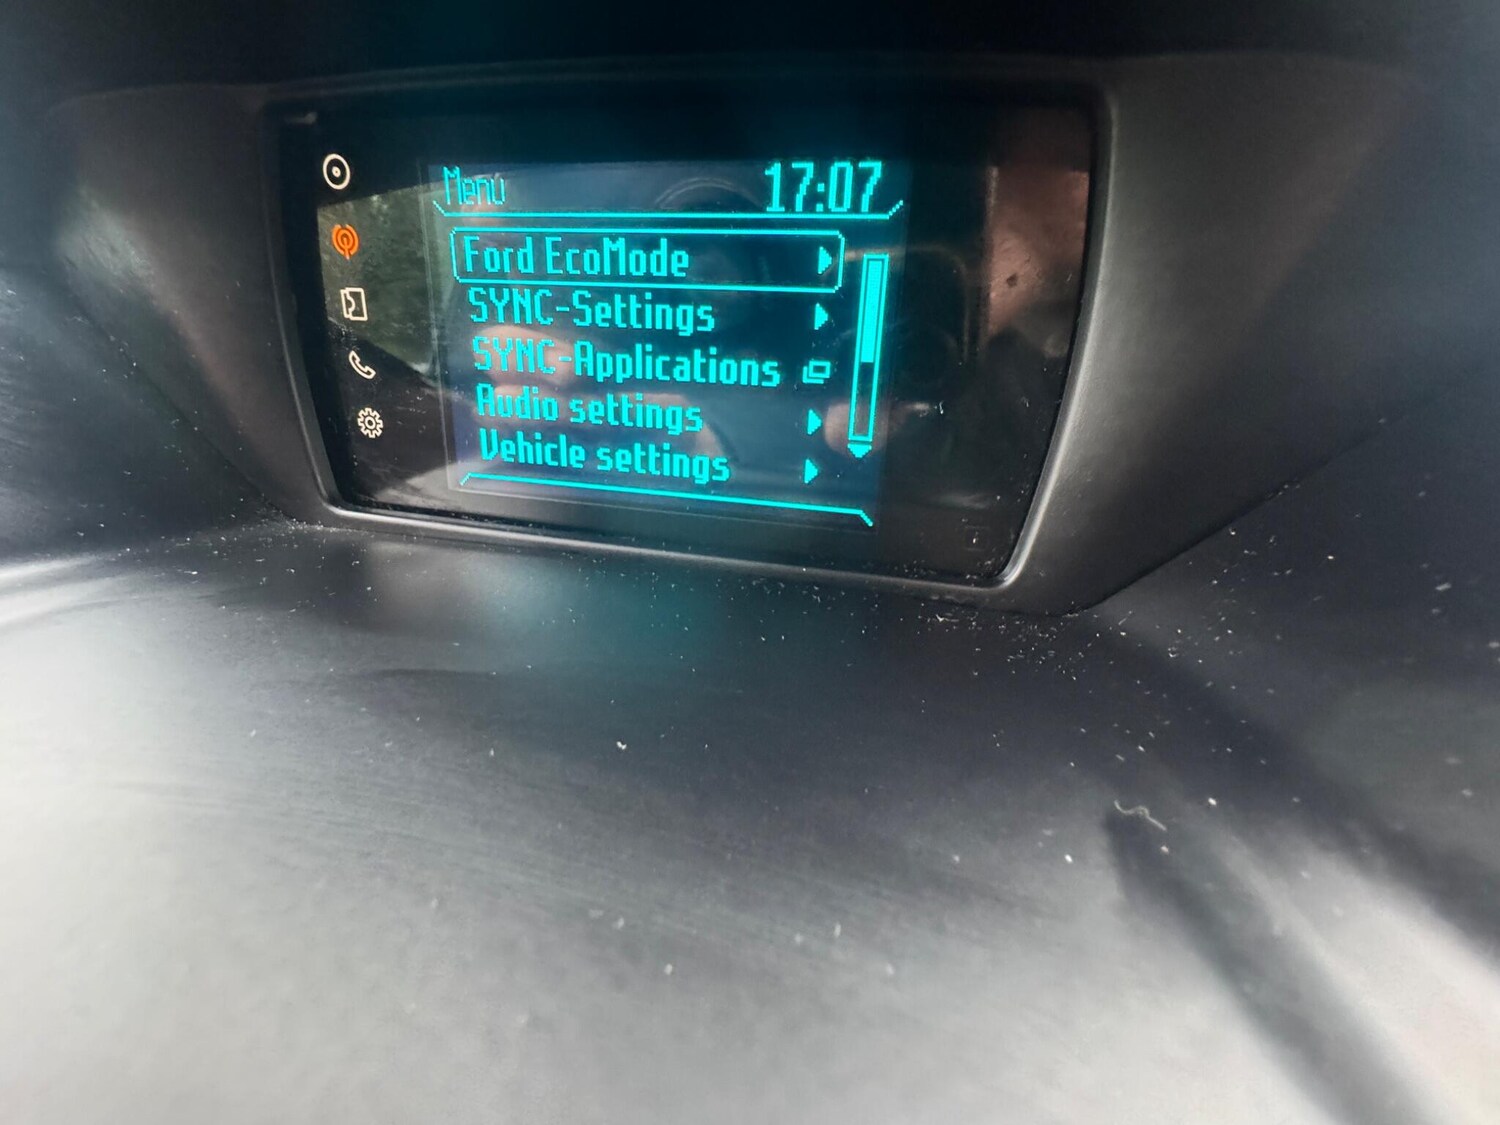 Menu 17:07
Ford EcoMode
SYNC-Settings
SYNC-Applications
Audio settings
Vehicle settings